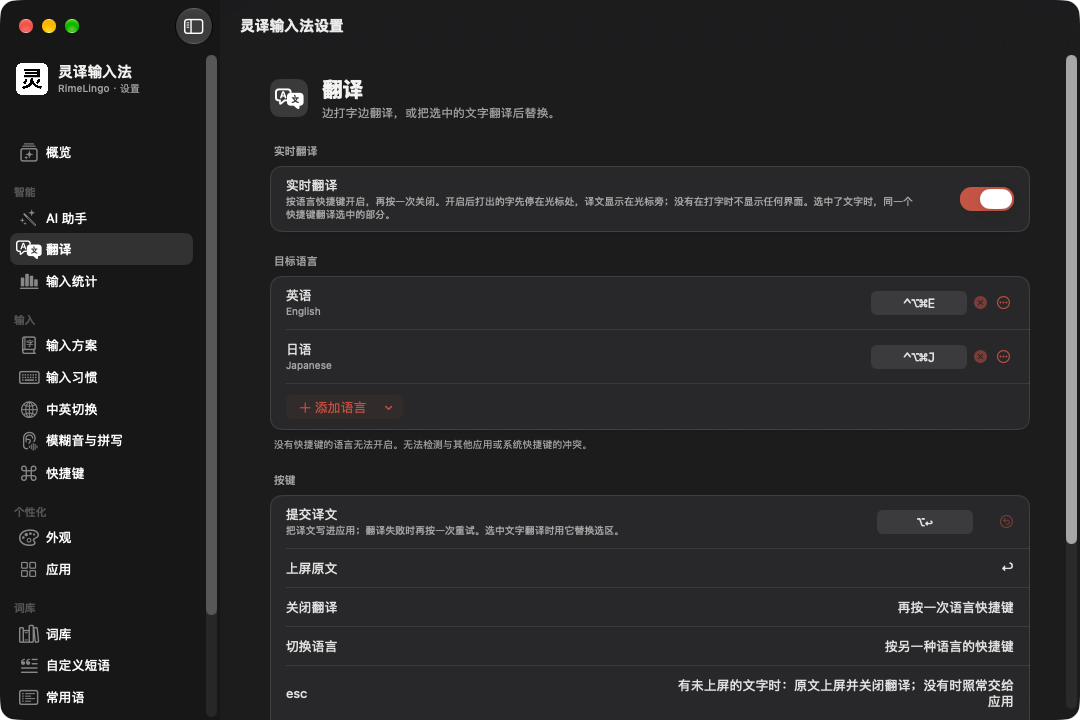 灵译输入法设置
灵
灵译输入法
RimeLingo · 设置
概览
智能
AI 助手
翻译
输入统计
输入
输入方案
输入习惯
中英切换
模糊音与拼写
快捷键
个性化
外观
应用
词库
词库
自定义短语
常用语
翻译
边打字边翻译，或把选中的文字翻译后替换。
实时翻译
实时翻译
按语言快捷键开启，再按一次关闭。开启后打出的字先停在光标处，译文显示在光标旁；没有在打字时不显示任何界面。选中了文字时，同一个
快捷键翻译选中的部分。
目标语言
英语
English
⌃⌥⌘E
日语
Japanese
⌃⌥⌘J
添加语言
没有快捷键的语言无法开启。无法检测与其他应用或系统快捷键的冲突。
按键
提交译文
把译文写进应用；翻译失败时再按一次重试。选中文字翻译时用它替换选区。
⌥↩
上屏原文
↩
关闭翻译
再按一次语言快捷键
切换语言
按另一种语言的快捷键
esc
有未上屏的文字时：原文上屏并关闭翻译；没有时照常交给
应用